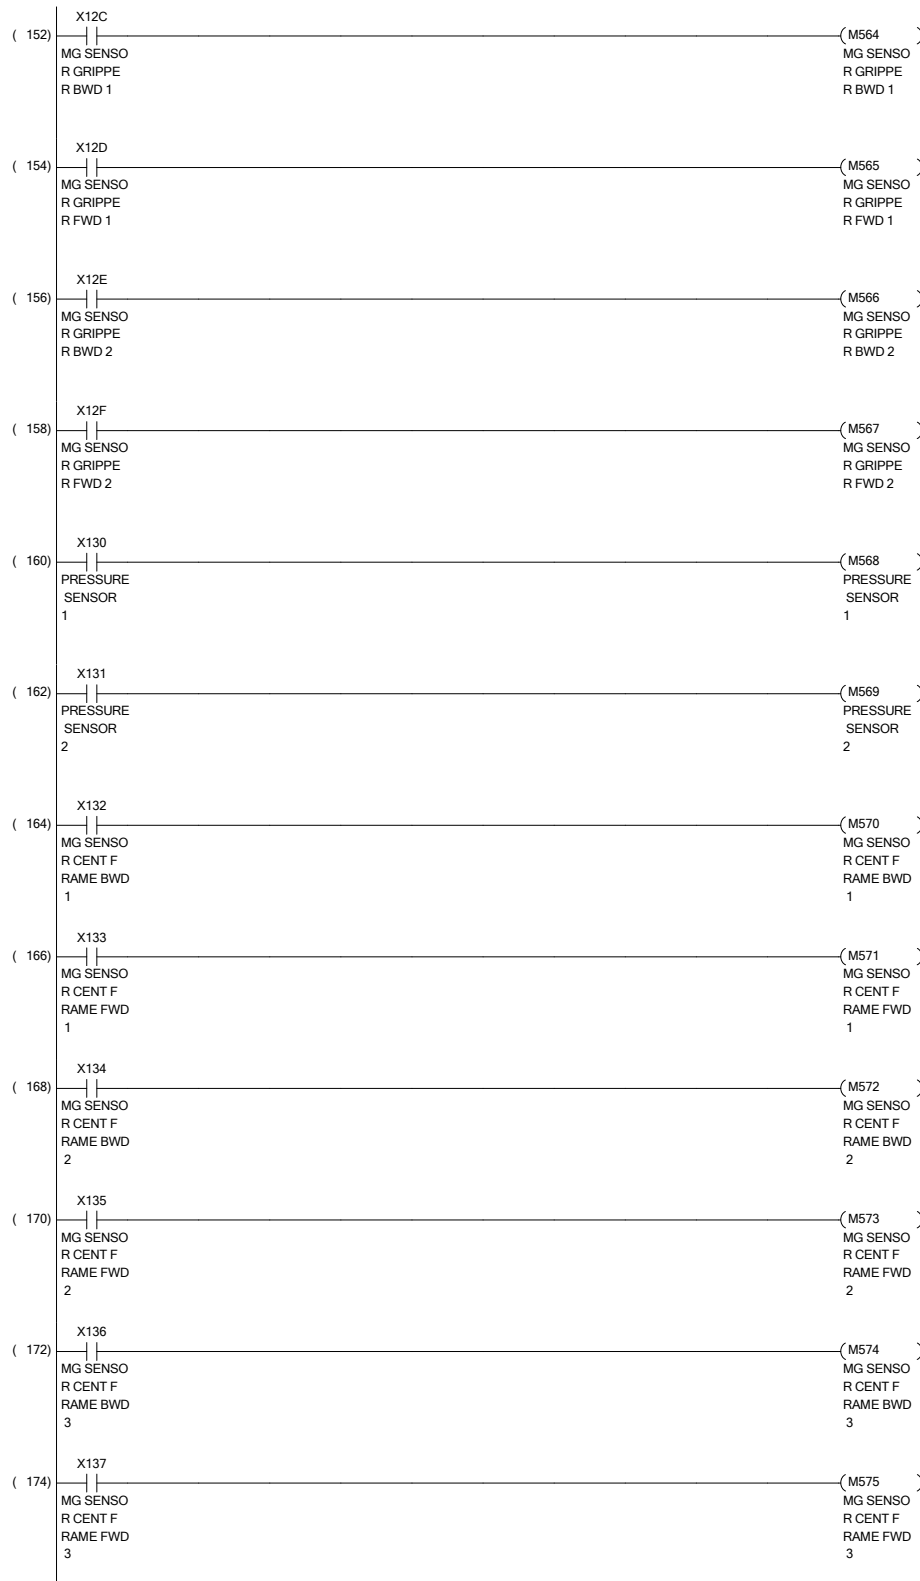 X12C
( 152) (M564 )
MG SENSO MG SENSO
R GRIPPE R GRIPPE
R BWD 1 R BWD 1
X12D
( 154) (M565 )
MG SENSO MG SENSO
R GRIPPE R GRIPPE
R FWD 1 R FWD 1
X12E
( 156) (M566 )
MG SENSO MG SENSO
R GRIPPE R GRIPPE
R BWD 2 R BWD 2
X12F
( 158) (M567 )
MG SENSO MG SENSO
R GRIPPE R GRIPPE
R FWD 2 R FWD 2
X130
( 160) (M568 )
PRESSURE PRESSURE
SENSOR SENSOR
1 1
X131
( 162) (M569 )
PRESSURE PRESSURE
SENSOR SENSOR
2 2
X132
( 164) (M570 )
MG SENSO MG SENSO
R CENT F R CENT F
RAME BWD RAME BWD
1 1
X133
( 166) (M571 )
MG SENSO MG SENSO
R CENT F R CENT F
RAME FWD RAME FWD
1 1
X134
( 168) (M572 )
MG SENSO MG SENSO
R CENT F R CENT F
RAME BWD RAME BWD
2 2
X135
( 170) (M573 )
MG SENSO MG SENSO
R CENT F R CENT F
RAME FWD RAME FWD
2 2
X136
( 172) (M574 )
MG SENSO MG SENSO
R CENT F R CENT F
RAME BWD RAME BWD
3 3
X137
( 174) (M575 )
MG SENSO MG SENSO
R CENT F R CENT F
RAME FWD RAME FWD
3 3